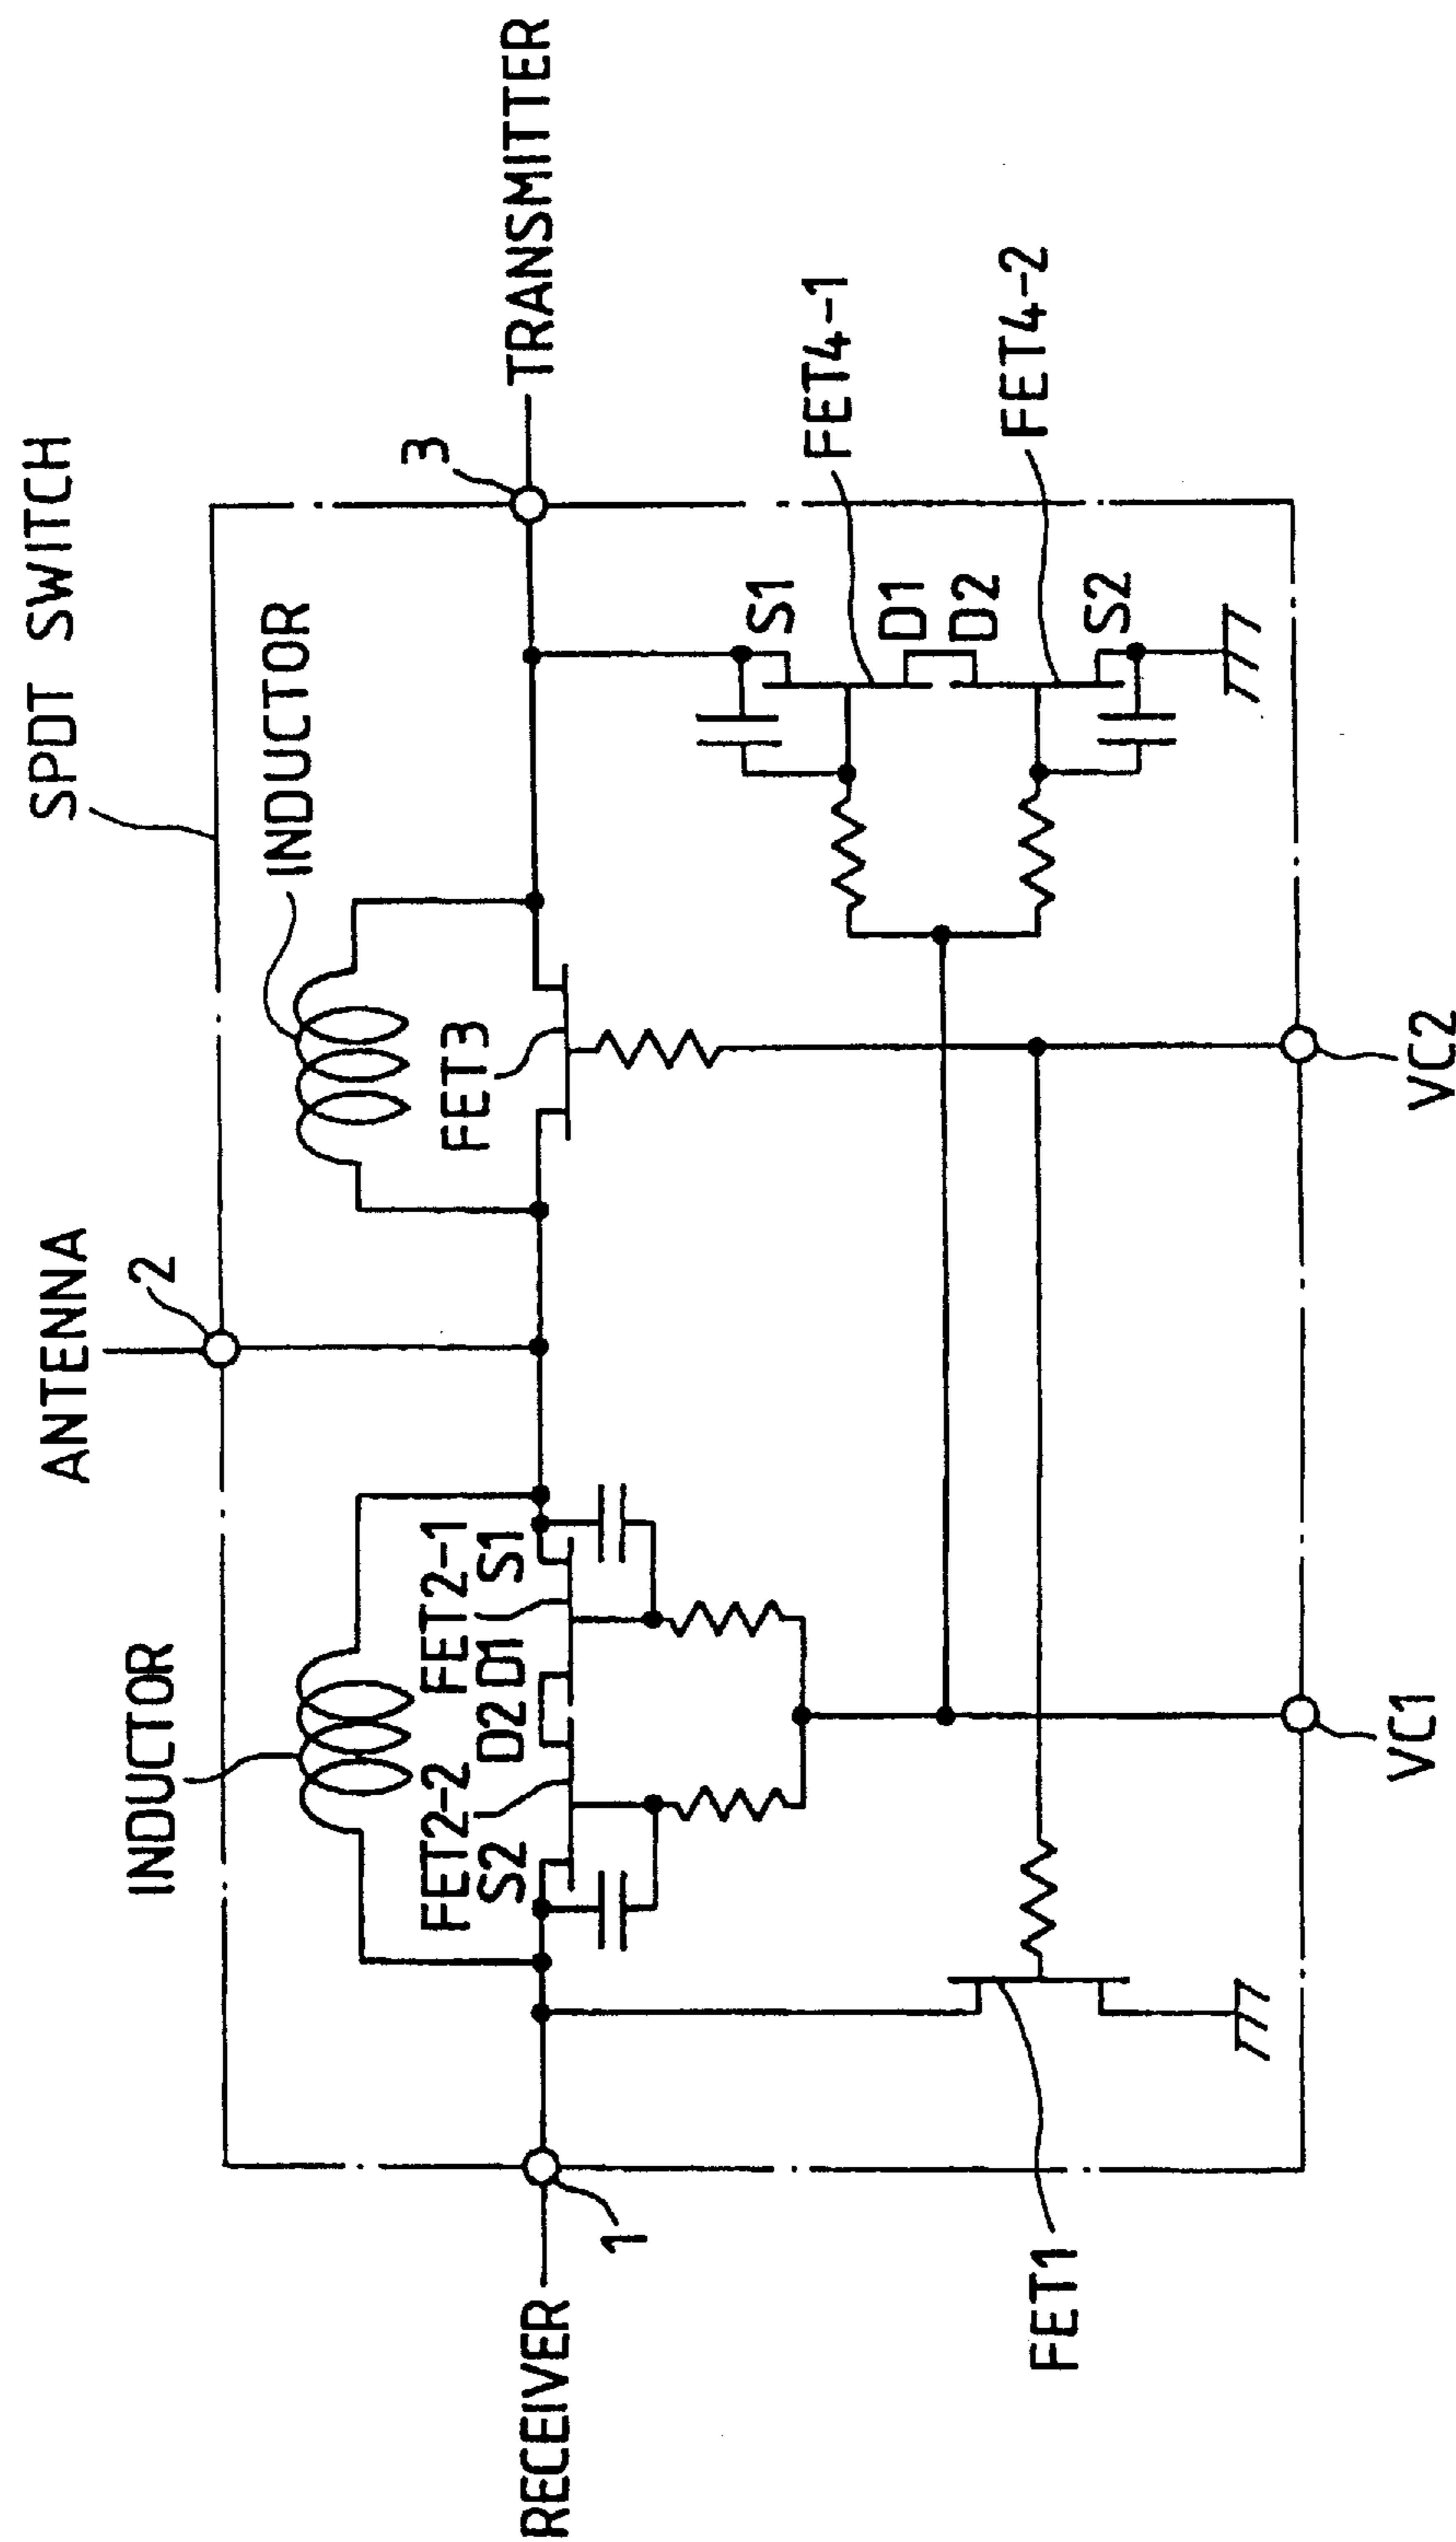 SPDT SWITCH
ANTENNA
2
INDUCTOR
INDUCTOR
3
TRANSMITTER
FET2-2
FET2-1
S2
D2
D1
S1
FET3
RECEIVER
1
S1
FET4-1
D1
D2
FET4-2
S2
FET1
VC1
VC2